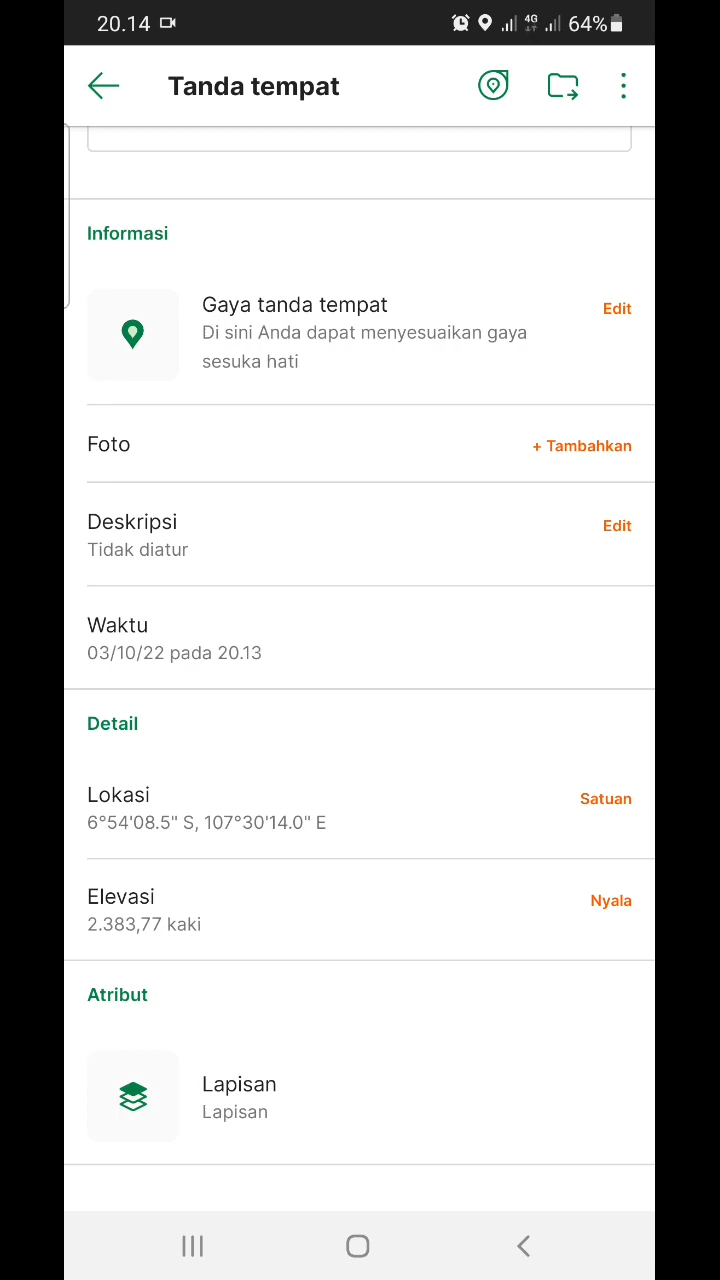 20.14
4G
64%
Tanda tempat
Informasi
Gaya tanda tempat
Edit
Di sini Anda dapat menyesuaikan gaya
sesuka hati
Foto
+ Tambahkan
Deskripsi
Edit
Tidak diatur
Waktu
03/10/22 pada 20.13
Detail
Lokasi
Satuan
6°54'08.5" S, 107°30'14.0" E
Elevasi
Nyala
2.383,77 kaki
Atribut
Lapisan
Lapisan